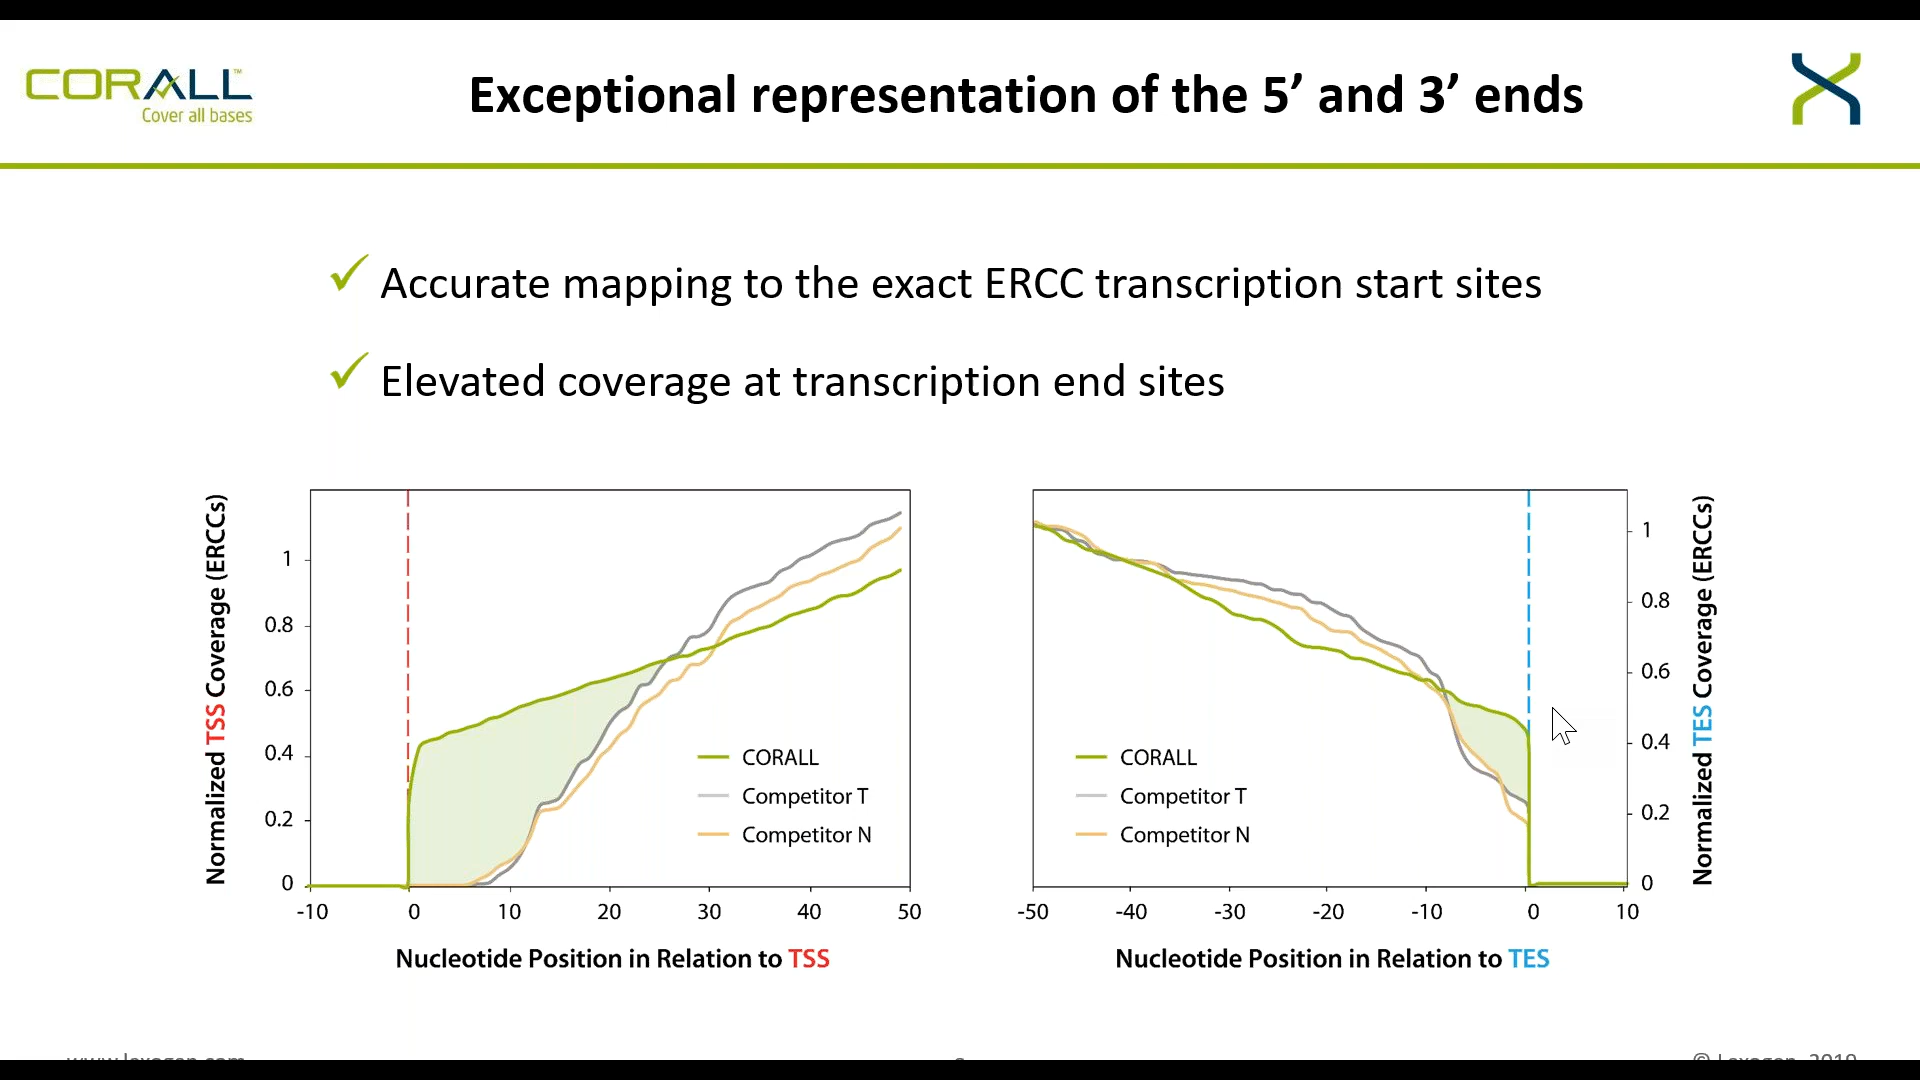 CORALL™
Cover all bases
Exceptional representation of the 5’ and 3’ ends
✓ Accurate mapping to the exact ERCC transcription start sites
✓ Elevated coverage at transcription end sites
Normalized TSS Coverage (ERCCs)
1
0.8
0.6
0.4
0.2
0
-10 0 10 20 30 40 50
CORALL
Competitor T
Competitor N
Nucleotide Position in Relation to TSS
CORALL
Competitor T
Competitor N
1
0.8
0.6
0.4
0.2
0
-50 -40 -30 -20 -10 0 10
Nucleotide Position in Relation to TES
Normalized TES Coverage (ERCCs)
www.lexogen.com
© Lexogen, 2019